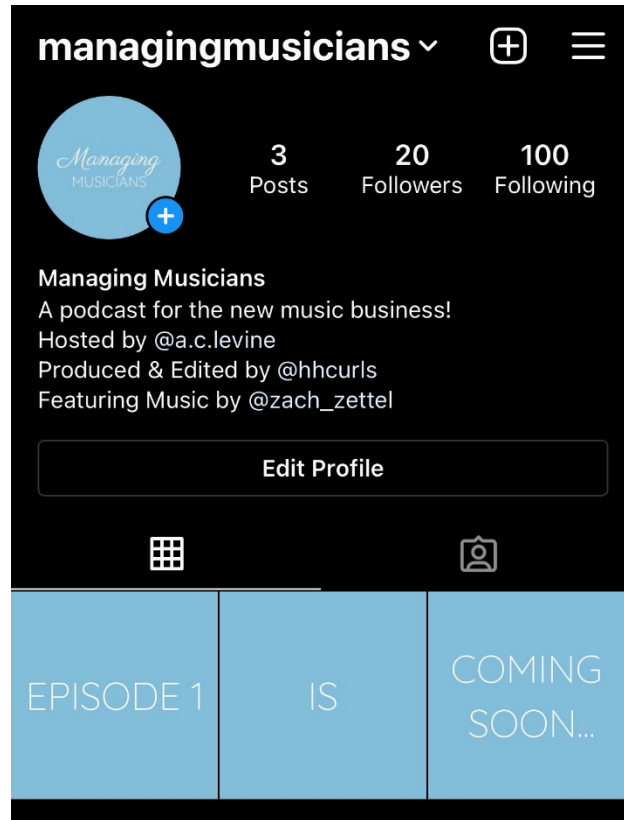 managingmusicians
Managing
MUSICIANS
3
Posts
20
Followers
100
Following
Managing Musicians
A podcast for the new music business!
Hosted by @a.c.levine
Produced & Edited by @hhcurls
Featuring Music by @zach_zettel
Edit Profile
EPISODE 1
IS
COMING
SOON...